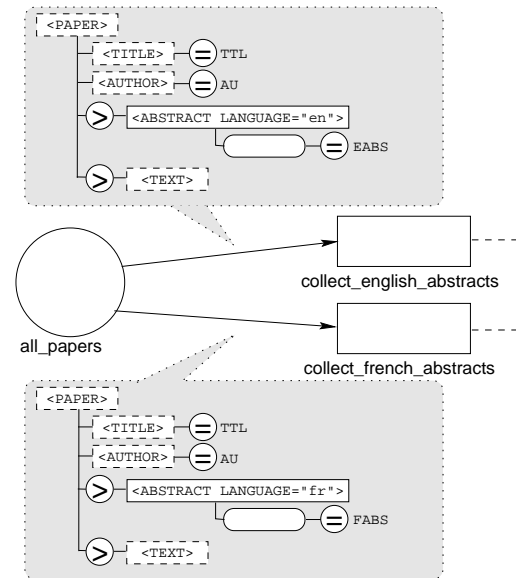 <PAPER>
<TITLE> = TTL
<AUTHOR> = AU
> <ABSTRACT LANGUAGE="en">
= EABS
> <TEXT>
collect_english_abstracts
all_papers
collect_french_abstracts
<PAPER>
<TITLE> = TTL
<AUTHOR> = AU
> <ABSTRACT LANGUAGE="fr">
= FABS
> <TEXT>